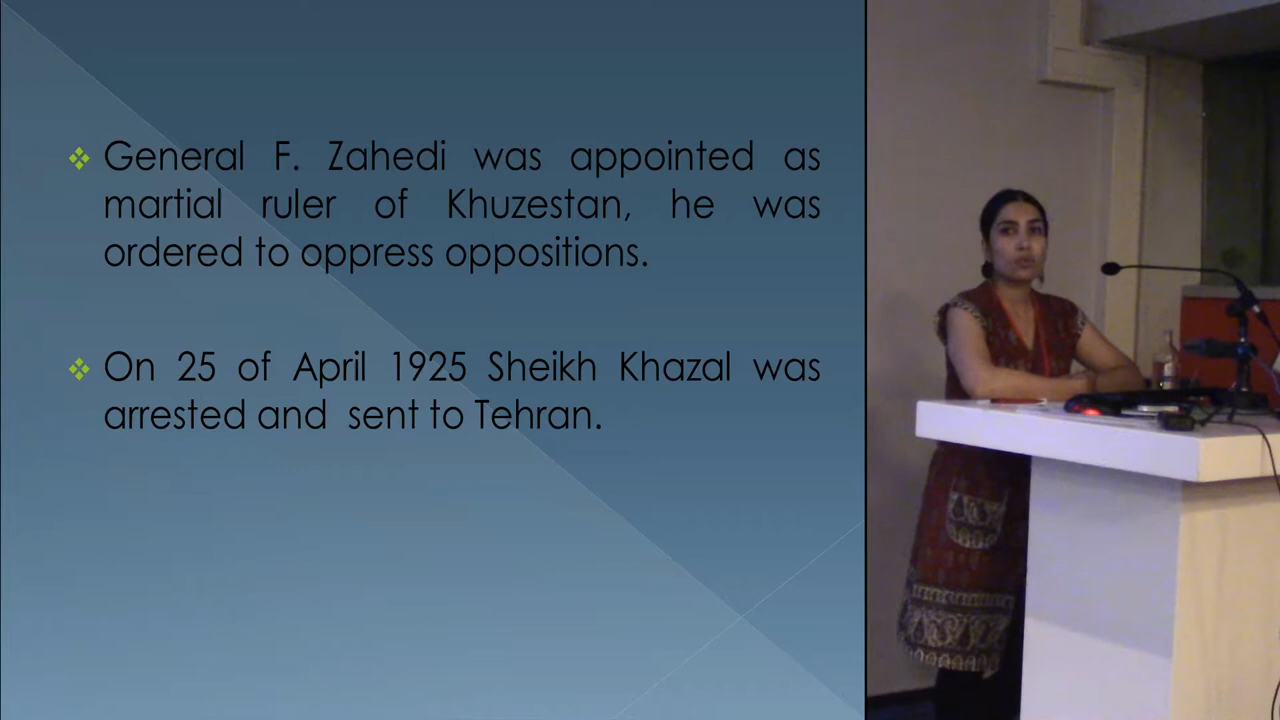 General F. Zahedi was appointed as
martial ruler of Khuzestan, he was
ordered to oppress oppositions.
On 25 of April 1925 Sheikh Khazal was
arrested and sent to Tehran.